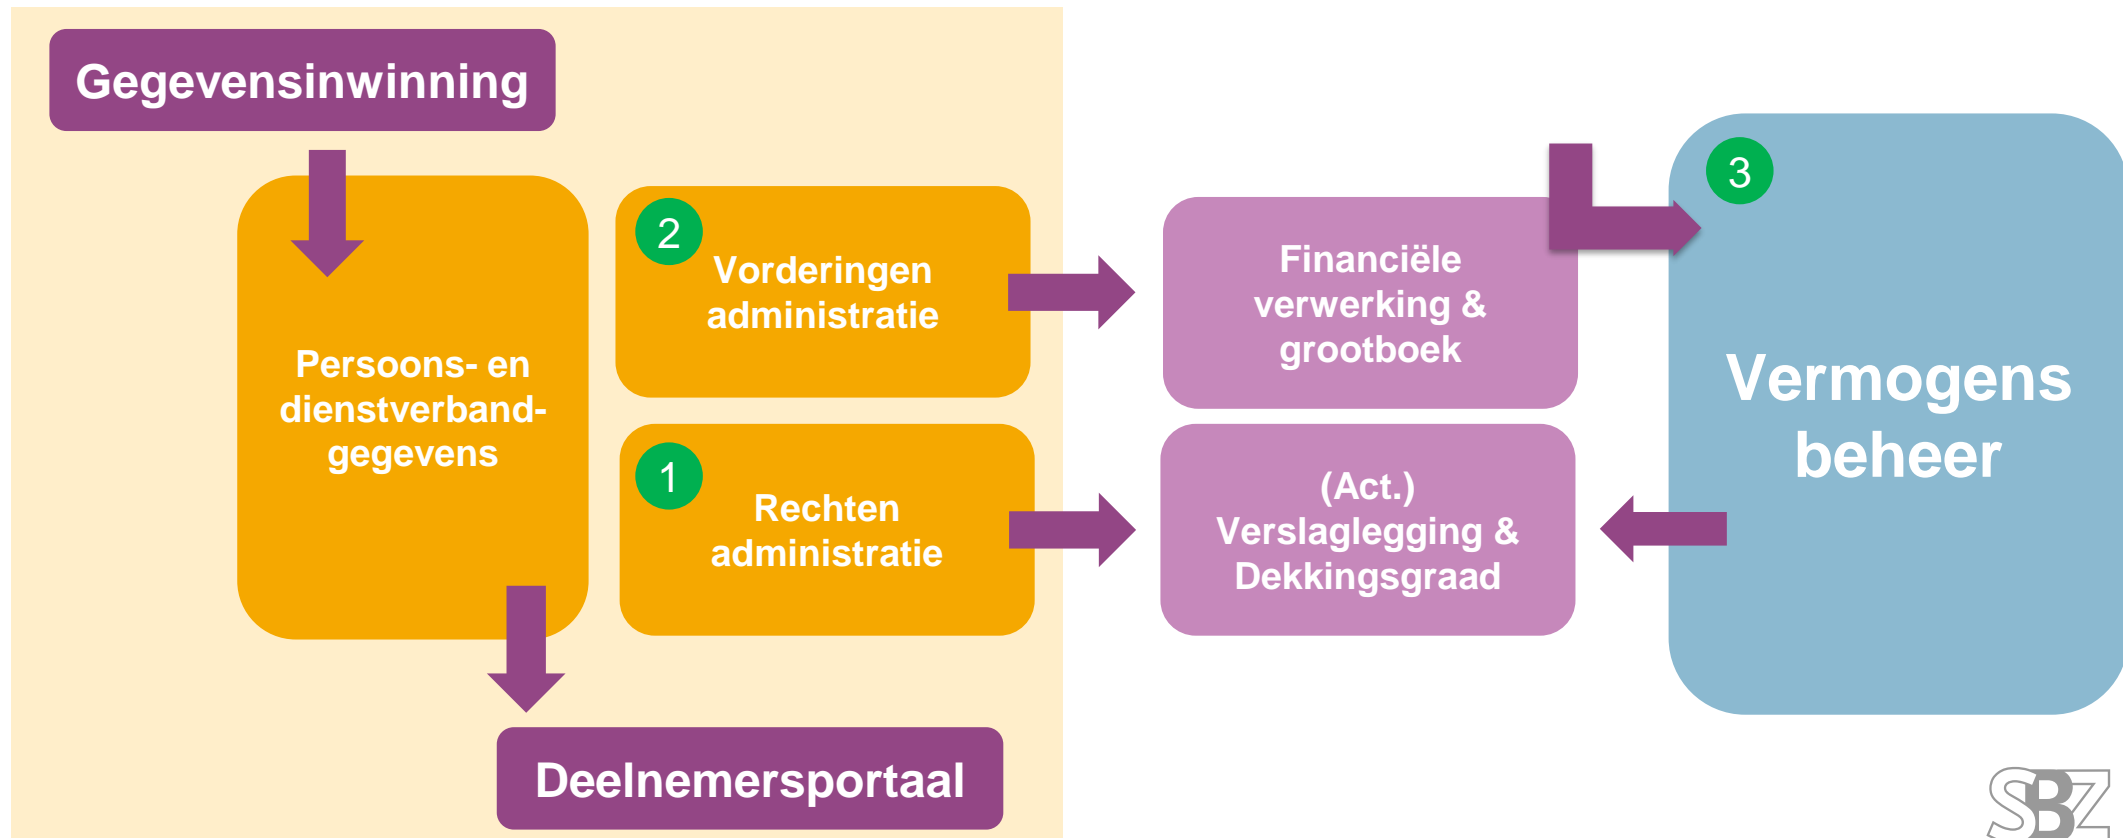 Gegevensinwinning
Persoons- en
dienstverband-
gegevens
2
Vorderingen
administratie
1
Rechten
administratie
Deelnemersportaal
Financiële
verwerking &
grootboek
(Act.)
Verslaglegging &
Dekkingsgraad
3
Vermogens
beheer
SBZ